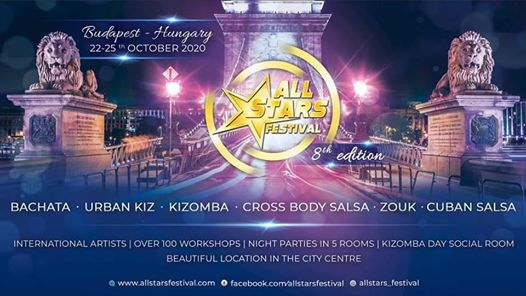 Budapest - Hungary
22-25 th OCTOBER 2020
ALL
STARS
FESTIVAL
8th edition
BACHATA · URBAN KIZ · KIZOMBA · CROSS BODY SALSA · ZOUK · CUBAN SALSA
INTERNATIONAL ARTISTS | OVER 100 WORKSHOPS | NIGHT PARTIES IN 5 ROOMS | KIZOMBA DAY SOCIAL ROOM
BEAUTIFUL LOCATION IN THE CITY CENTRE
www.allstarsfestival.com facebook.com/allstarsfestival allstars_festival